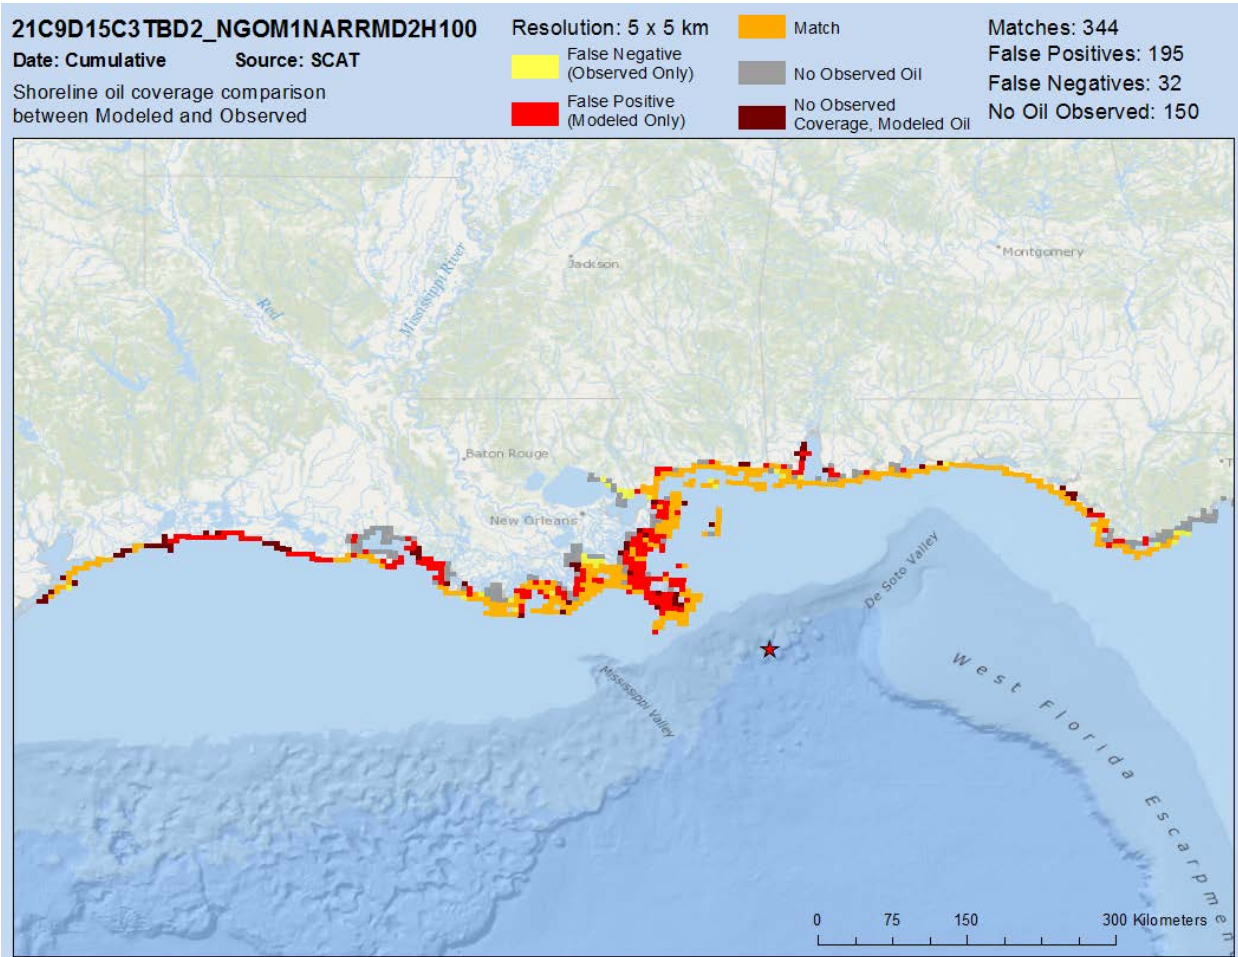 21C9D15C3TBD2_NGOM1NARRMD2H100
Date: Cumulative Source: SCAT
Shoreline oil coverage comparison
between Modeled and Observed
Resolution: 5 x 5 km
False Negative
(Observed Only)
False Positive
(Modeled Only)
Match
No Observed Oil
No Observed
Coverage, Modeled Oil
Matches: 344
False Positives: 195
False Negatives: 32
No Oil Observed: 150
Montgomery
Jackson
Mississippi River
Red
Baton Rouge
New Orleans
De Soto Valley
Mississippi Valley
West Florida Escarpmen
0 75 150 300 Kilometers